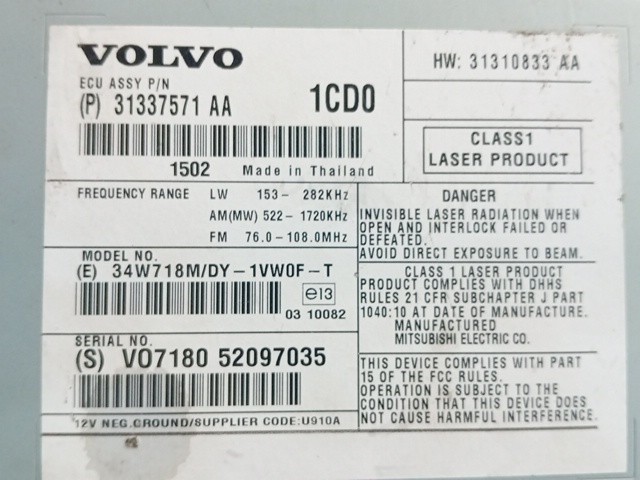 VOLVO
ECU ASSY P/N
(P) 31337571 AA 1CD0
1502 Made in Thailand
HW: 31310833 AA
CLASS1
LASER PRODUCT
FREQUENCY RANGE LW 153 - 282KHz
AM(MW) 522 - 1720KHz
FM 76.0 - 108.0MHz
MODEL NO.
(E) 34W718M/DY-1VW0F-T
e13
03 10082
SERIAL NO.
(S) VO7180 52097035
12V NEG.GROUND/SUPPLIER CODE:U910A
DANGER
INVISIBLE LASER RADIATION WHEN
OPEN AND INTERLOCK FAILED OR
DEFEATED.
AVOID DIRECT EXPOSURE TO BEAM.
CLASS 1 LASER PRODUCT
PRODUCT COMPLIES WITH DHHS
RULES 21 CFR SUBCHAPTER J PART
1040:10 AT DATE OF MANUFACTURE.
MANUFACTURED
MITSUBISHI ELECTRIC CO.
THIS DEVICE COMPLIES WITH PART
15 OF THE FCC RULES.
OPERATION IS SUBJECT TO THE
CONDITION THAT THIS DEVICE DOES
NOT CAUSE HARMFUL INTERFERENCE.